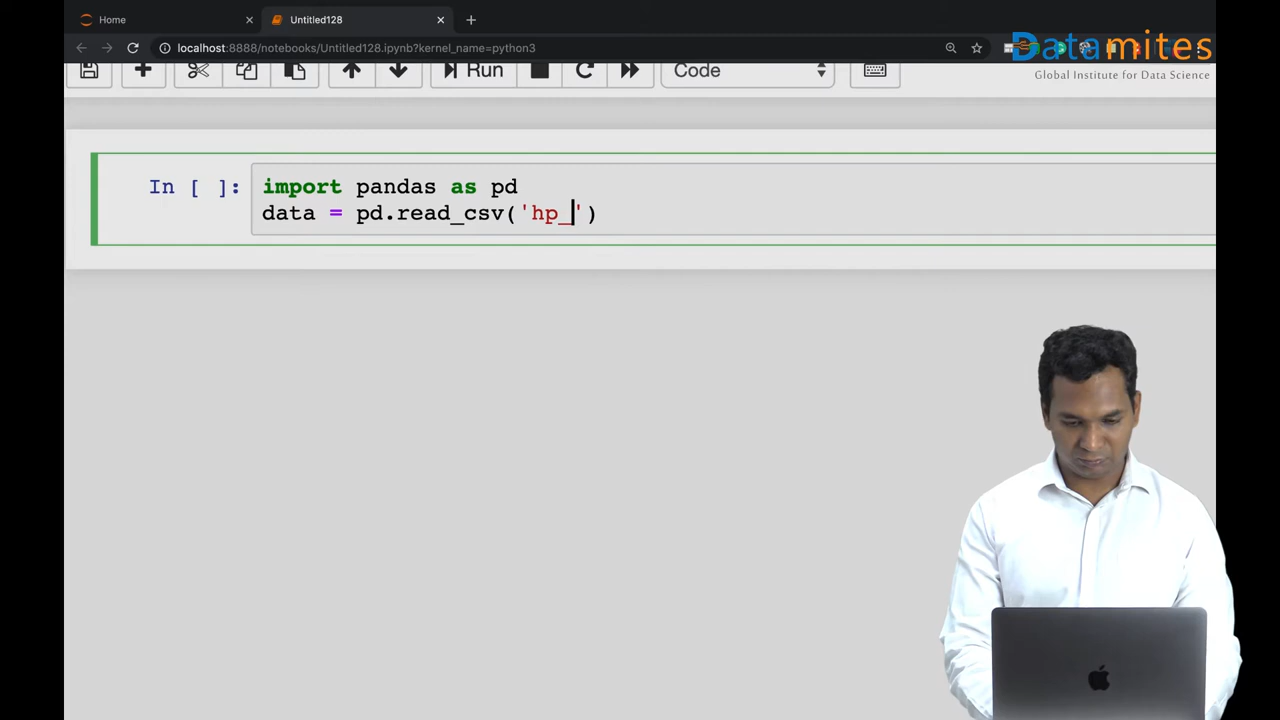 Home
Untitled128
localhost:8888/notebooks/Untitled128.ipynb?kernel_name=python3
Datamites
Global Institute for Data Science
Run
Code
In [ ]:
import pandas as pd
data = pd.read_csv('hp_')